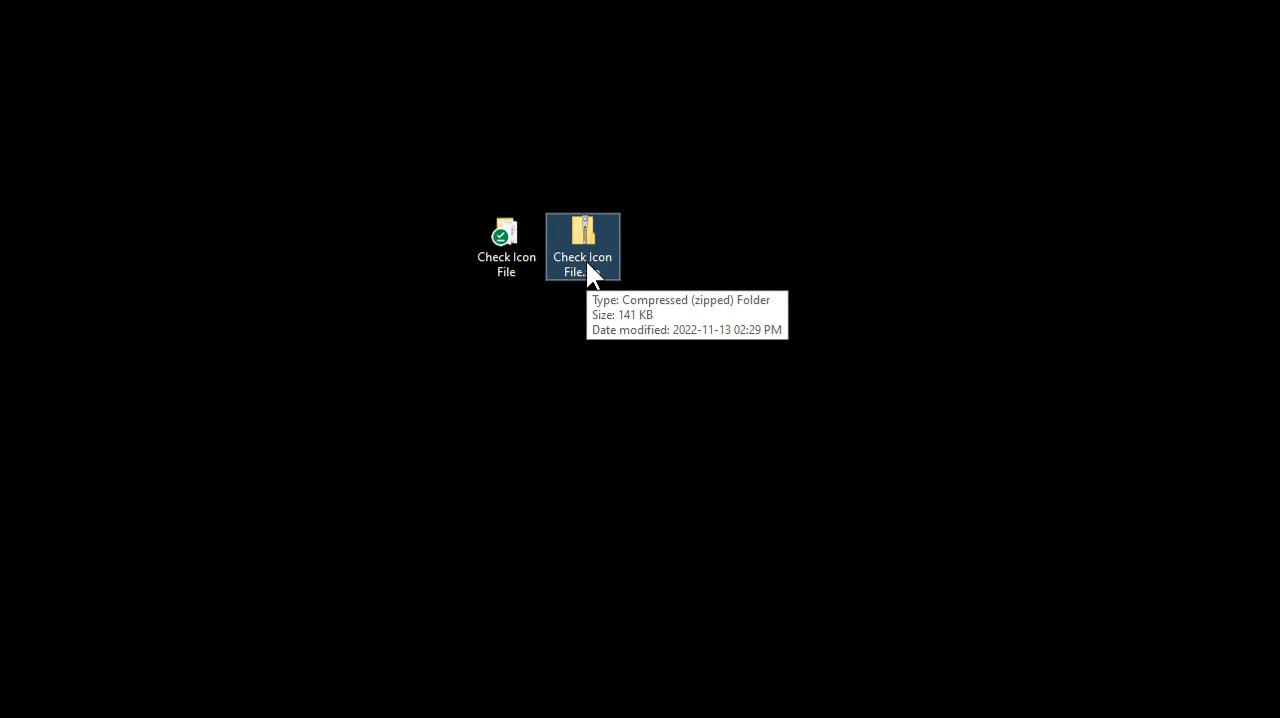 Check Icon
File
Check Icon
Type: Compressed (zipped) Folder
Size: 141 KB
Date modified: 2022-11-13 02:29 PM